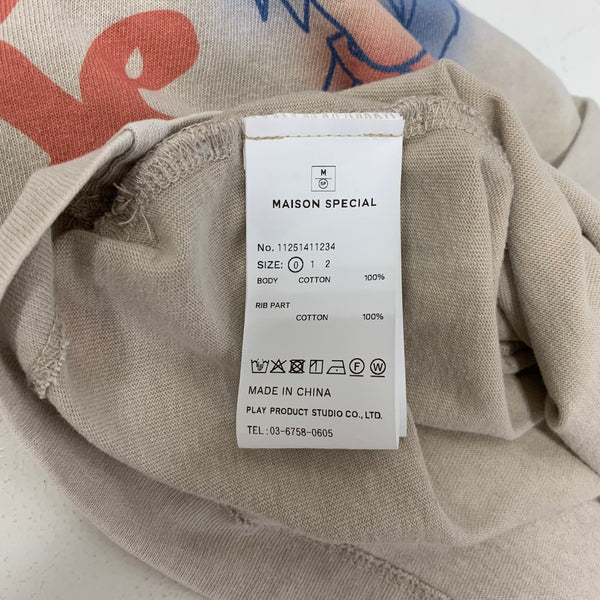 M
SP
MAISON SPECIAL
No. 11251411234
SIZE: 0 1 2
BODY COTTON 100%
RIB PART
COTTON 100%
F W
MADE IN CHINA
PLAY PRODUCT STUDIO CO., LTD.
TEL: 03-6758-0605